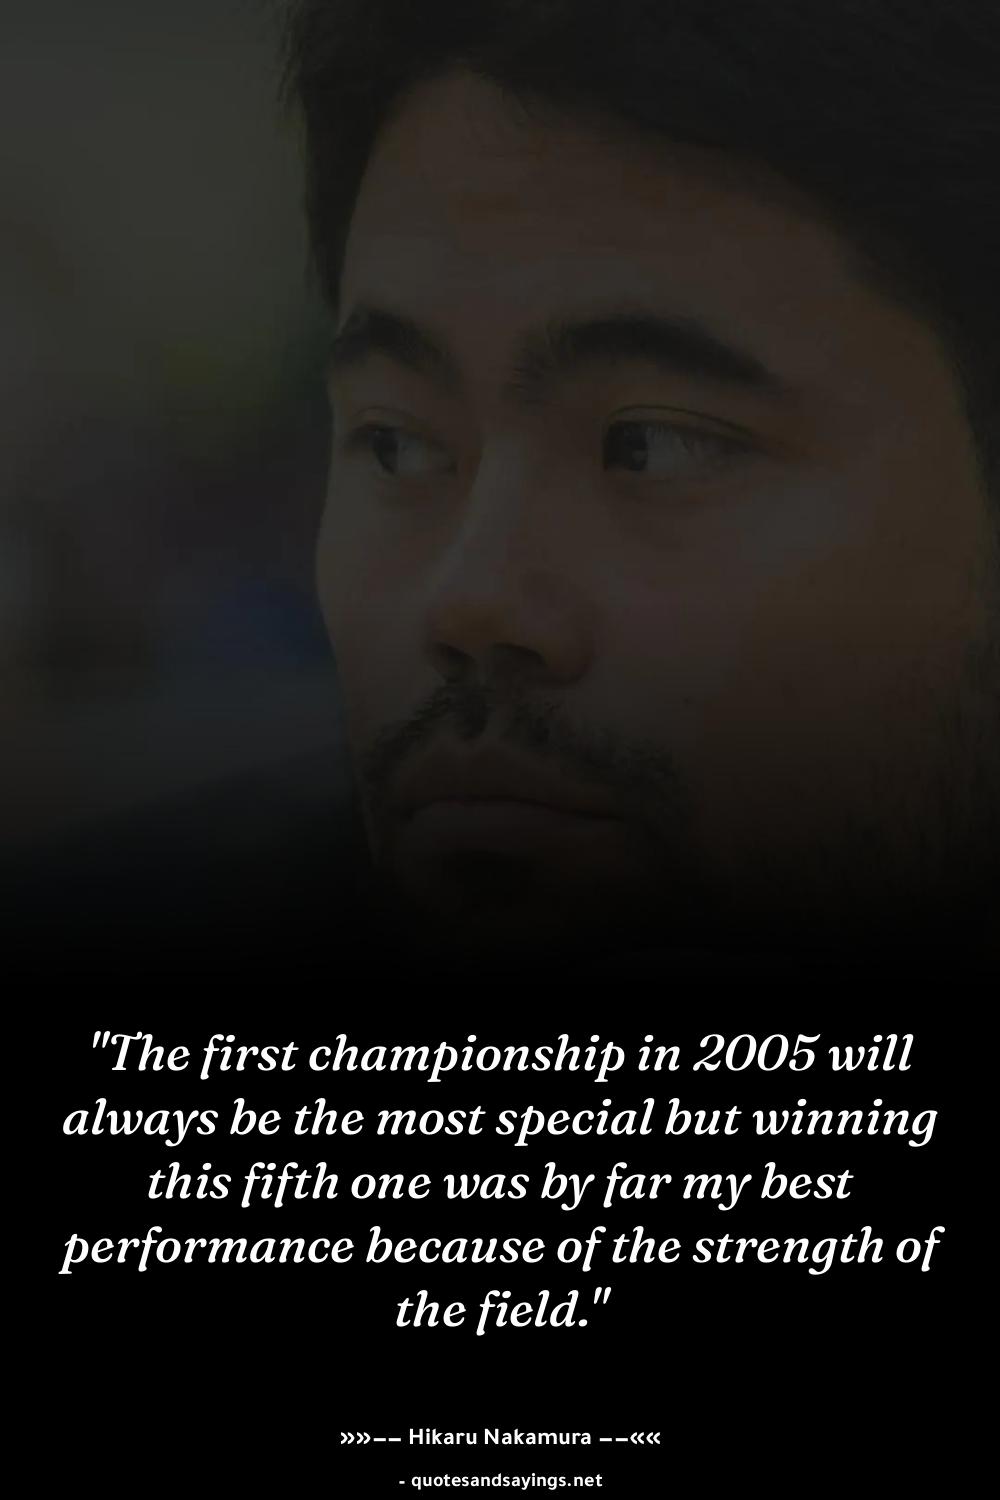 "The first championship in 2005 will
always be the most special but winning
this fifth one was by far my best
performance because of the strength of
the field."
»»−− Hikaru Nakamura −−««
- quotesandsayings.net